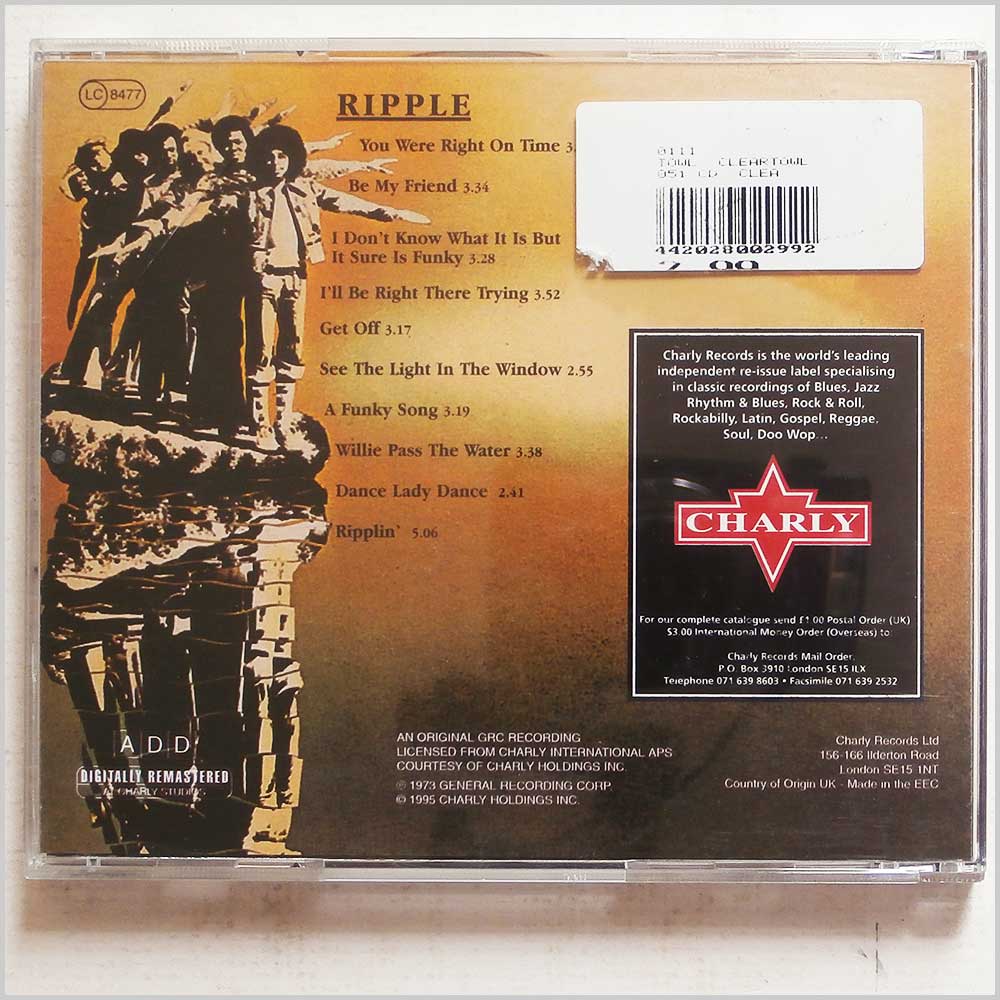 LC 8477
RIPPLE
You Were Right On Time 3.
Be My Friend 3.34
I Don't Know What It Is But
It Sure Is Funky 3.28
I'll Be Right There Trying 3.52
Get Off 3.17
See The Light In The Window 2.55
A Funky Song 3.19
Willie Pass The Water 3.38
Dance Lady Dance 2.41
Ripplin' 5.06
0111
TOWL CLEARTOWL
051 CD CLEA
442028002992
Charly Records is the world's leading
independent re-issue label specialising
in classic recordings of Blues, Jazz
Rhythm & Blues, Rock & Roll,
Rockabilly, Latin, Gospel, Reggae.
Soul, Doo Wop...
CHARLY
For our complete catalogue send £1.00 Postal Order (UK)
$3.00 International Money Order (Overseas) to:
Charly Records Mail Order.
P.O. Box 3910 London SE15 1LX
Telephone 071 639 8603 • Facsimile 071 639 2532
ADD
DIGITALLY REMASTERED
AT CHARLY STUDIOS
AN ORIGINAL GRC RECORDING
LICENSED FROM CHARLY INTERNATIONAL APS
COURTESY OF CHARLY HOLDINGS INC.
℗ 1973 GENERAL RECORDING CORP.
© 1995 CHARLY HOLDINGS INC.
Charly Records Ltd
156-166 Ilderton Road
London SE15 1NT
Country of Origin UK - Made in the EEC